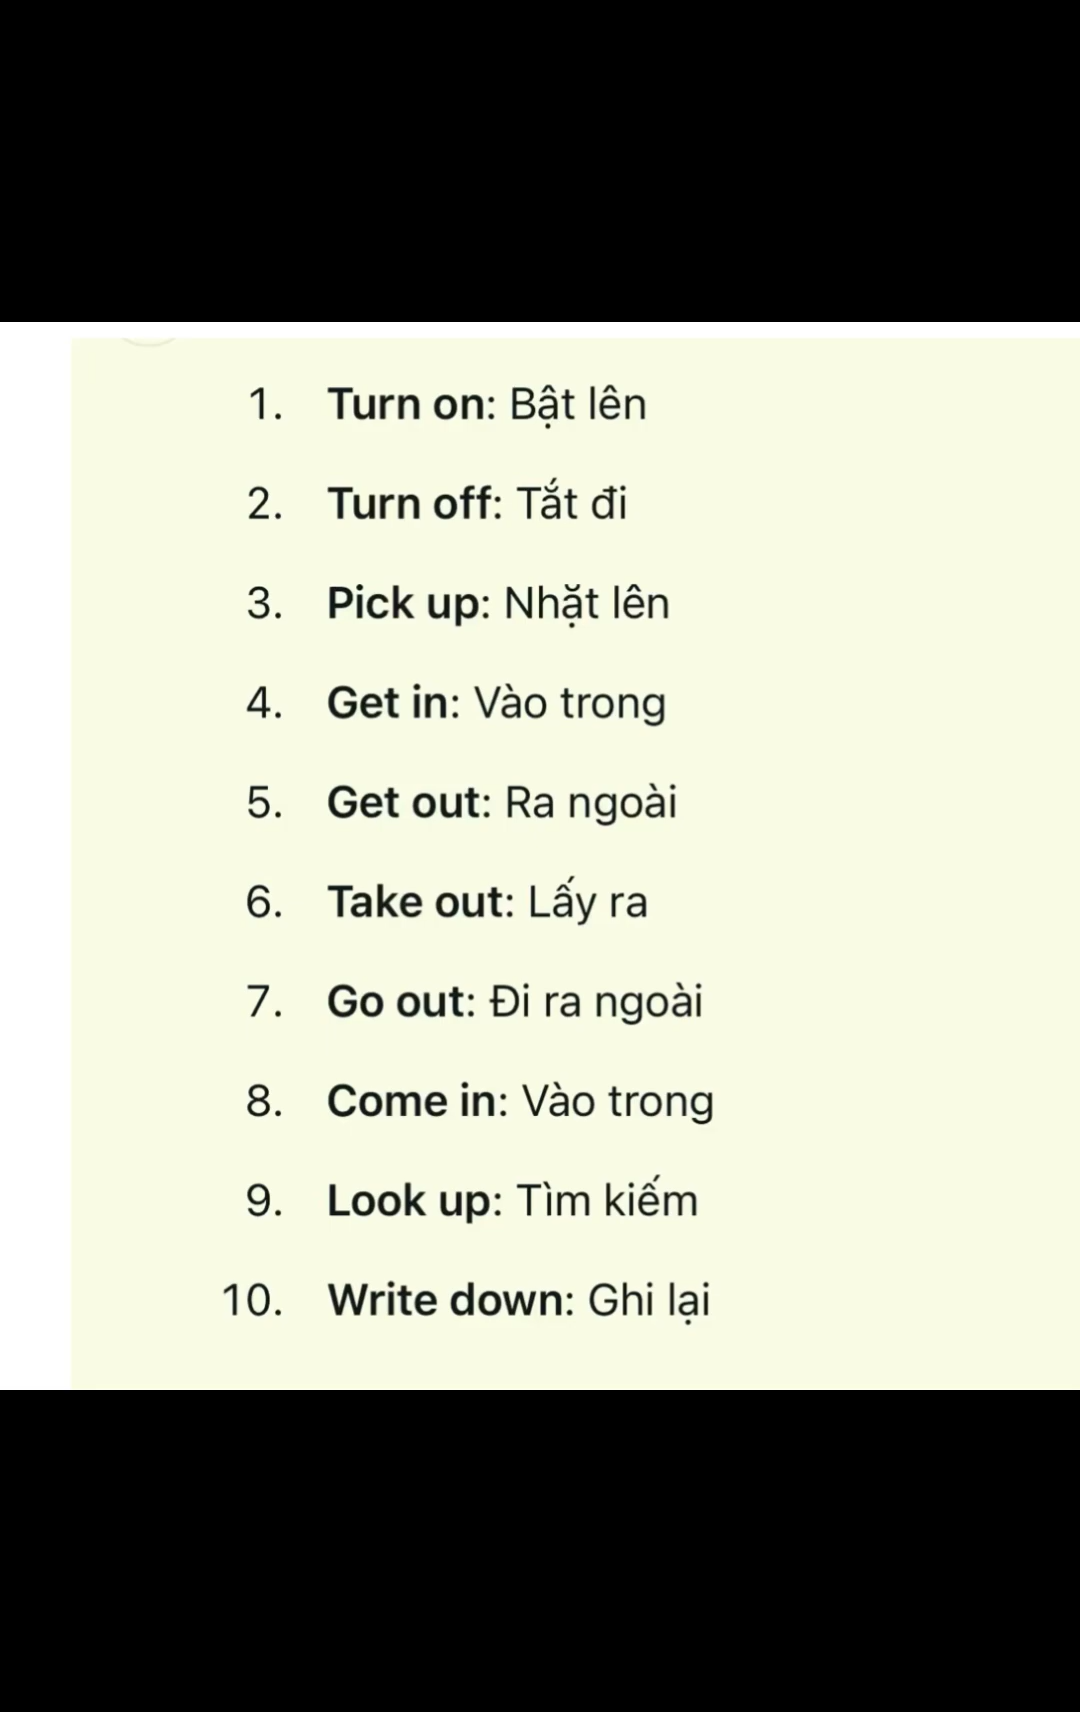 1. Turn on: Bật lên
2. Turn off: Tắt đi
3. Pick up: Nhặt lên
4. Get in: Vào trong
5. Get out: Ra ngoài
6. Take out: Lấy ra
7. Go out: Đi ra ngoài
8. Come in: Vào trong
9. Look up: Tìm kiếm
10. Write down: Ghi lại